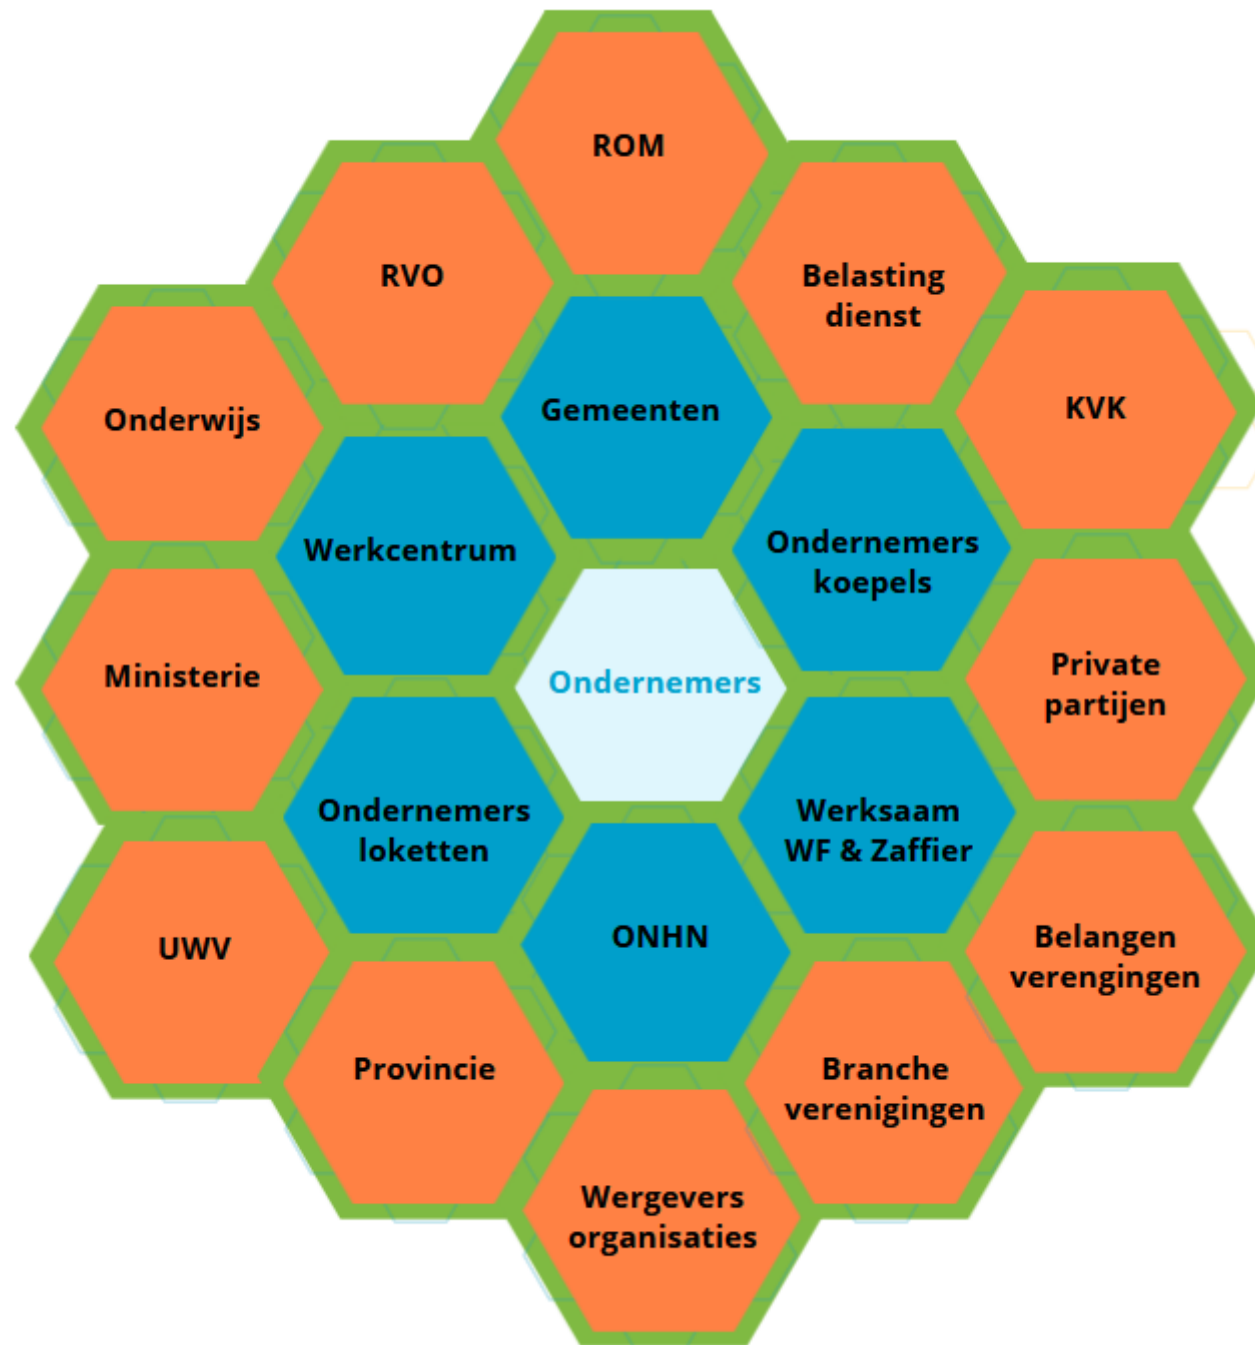 ROM
RVO
Belasting
dienst
Onderwijs
Gemeenten
KVK
Werkcentrum
Ondernemers
koepels
Ministerie
Ondernemers
Private
partijen
Ondernemers
loketten
Werksaam
WF & Zaffier
UWV
ONHN
Belangen
verengingen
Provincie
Branche
verenigingen
Wergevers
organisaties